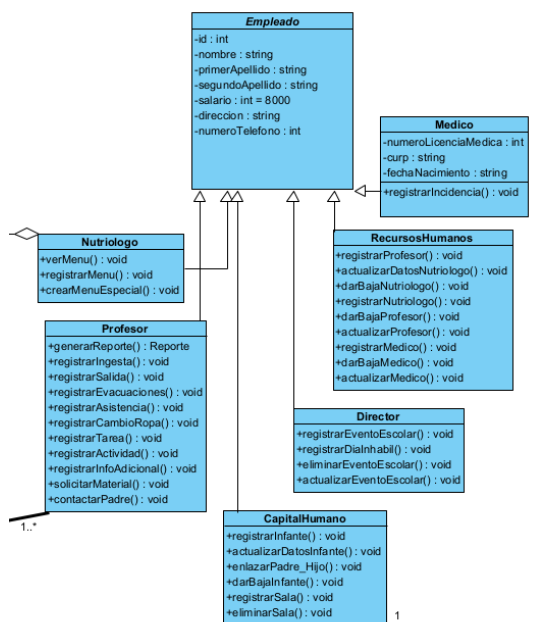 Empleado
-id : int
-nombre : string
-primerApellido : string
-segundoApellido : string
-salario : int = 8000
-direccion : string
-numeroTelefono : int
Medico
-numeroLicenciaMedica : int
-curp : string
-fechaNacimiento : string
+registrarIncidencia() : void
Nutriologo
+verMenu() : void
+registrarMenu() : void
+crearMenuEspecial() : void
RecursosHumanos
+registrarProfesor() : void
+actualizarDatosNutriologo() : void
+darBajaNutriologo() : void
+registrarNutriologo() : void
+darBajaProfesor() : void
+actualizarProfesor() : void
+registrarMedico() : void
+darBajaMedico() : void
+actualizarMedico() : void
Profesor
+generarReporte() : Reporte
+registrarIngesta() : void
+registrarSalida() : void
+registrarEvacuaciones() : void
+registrarAsistencia() : void
+registrarCambioRopa() : void
+registrarTarea() : void
+registrarActividad() : void
+registrarInfoAdicional() : void
+solicitarMaterial() : void
+contactarPadre() : void
1..*
Director
+registrarEventoEscolar() : void
+registrarDiaInhabil() : void
+eliminarEventoEscolar() : void
+actualizarEventoEscolar() : void
CapitalHumano
+registrarInfante() : void
+actualizarDatosInfante() : void
+enlazarPadre_Hijo() : void
+darBajaInfante() : void
+registrarSala() : void
+eliminarSala() : void
1